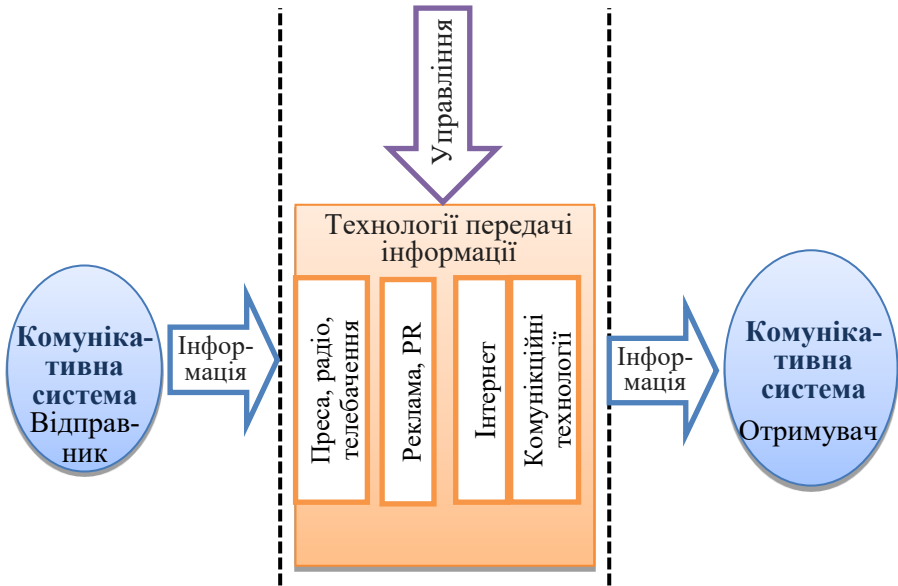 Управління
Технології передачі
інформації
Комуніка-
тивна
система
Відправ-
ник
Інфор-
мація
Преса, радіо,
телебачення
Реклама, PR
Інтернет
Комунікційні
технології
Інфор-
мація
Комуніка-
тивна
система
Отримувач